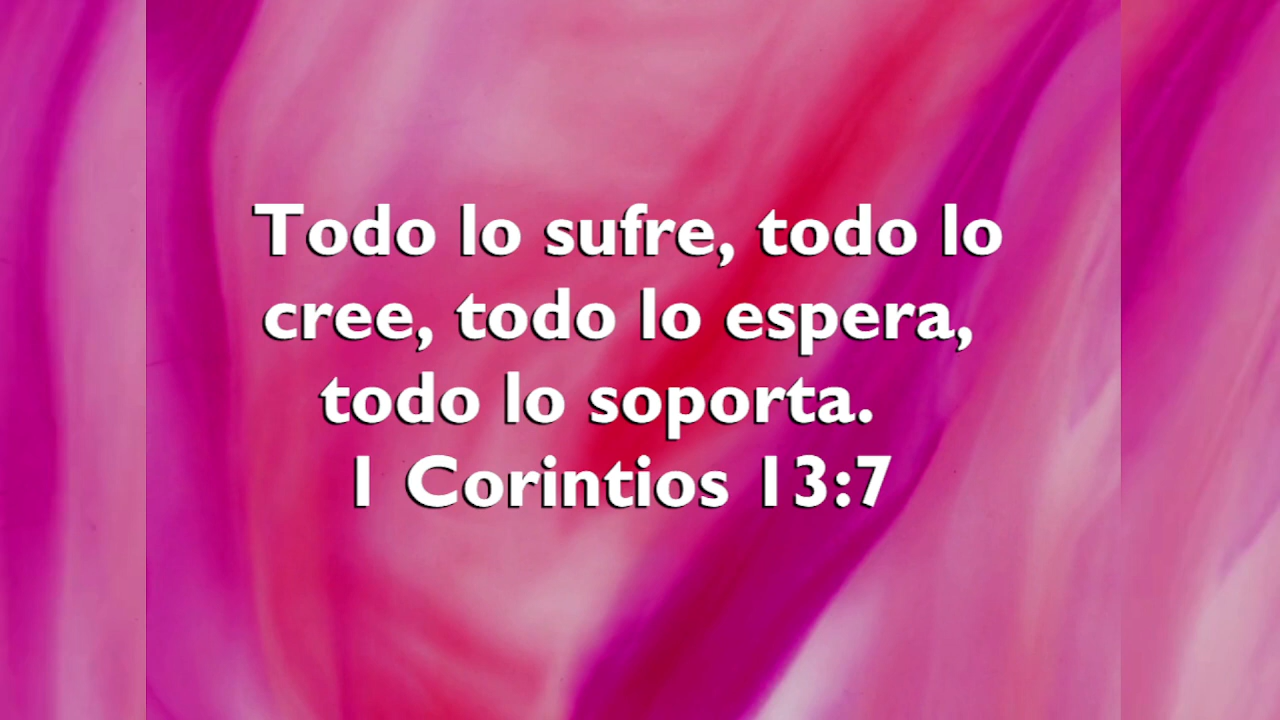 Todo lo sufre, todo lo
cree, todo lo espera,
todo lo soporta.
1 Corintios 13:7